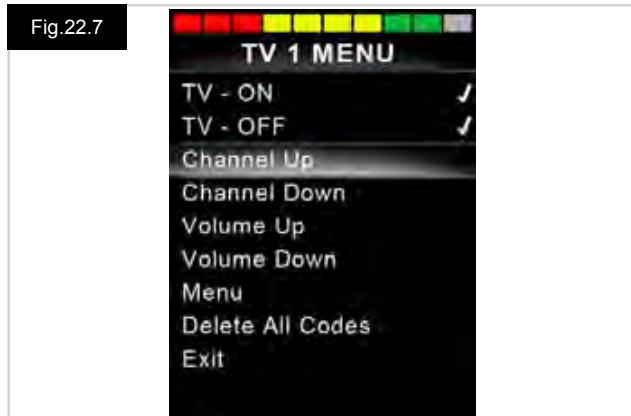 Fig.22.7
TV 1 MENU
TV - ON ✓
TV - OFF ✓
Channel Up
Channel Down
Volume Up
Volume Down
Menu
Delete All Codes
Exit